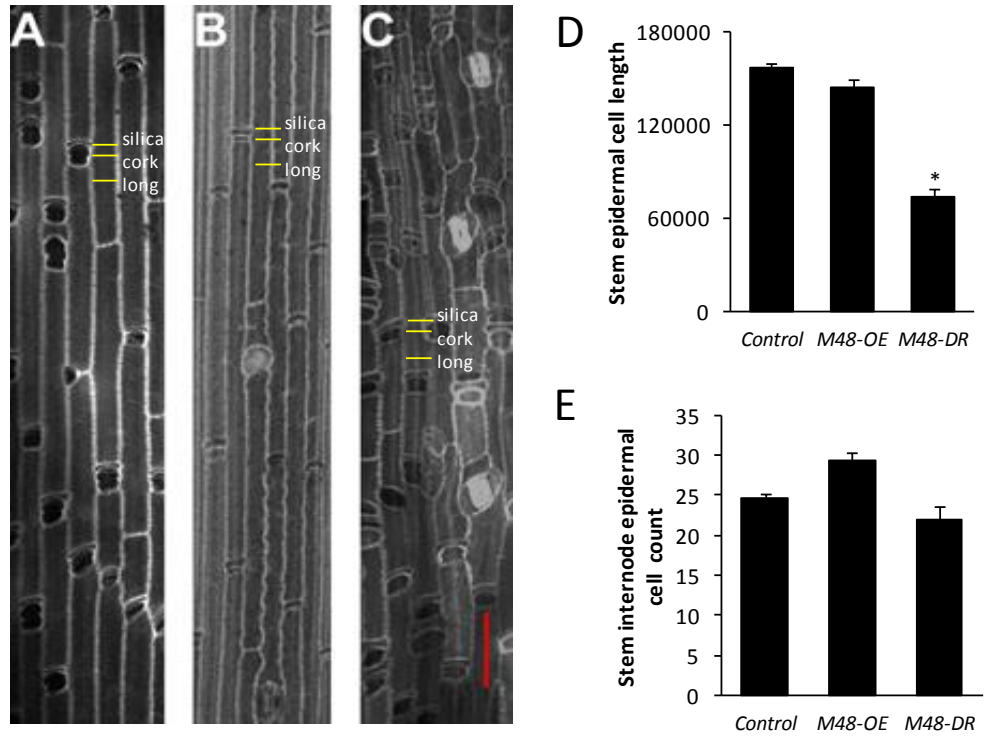 A
silica
cork
long
B
silica
cork
long
C
silica
cork
long
D
Stem epidermal cell length
180000
120000
60000
0
*
Control M48-OE M48-DR
E
Stem internode epidermal
cell count
35
30
25
20
15
10
5
0
Control M48-OE M48-DR